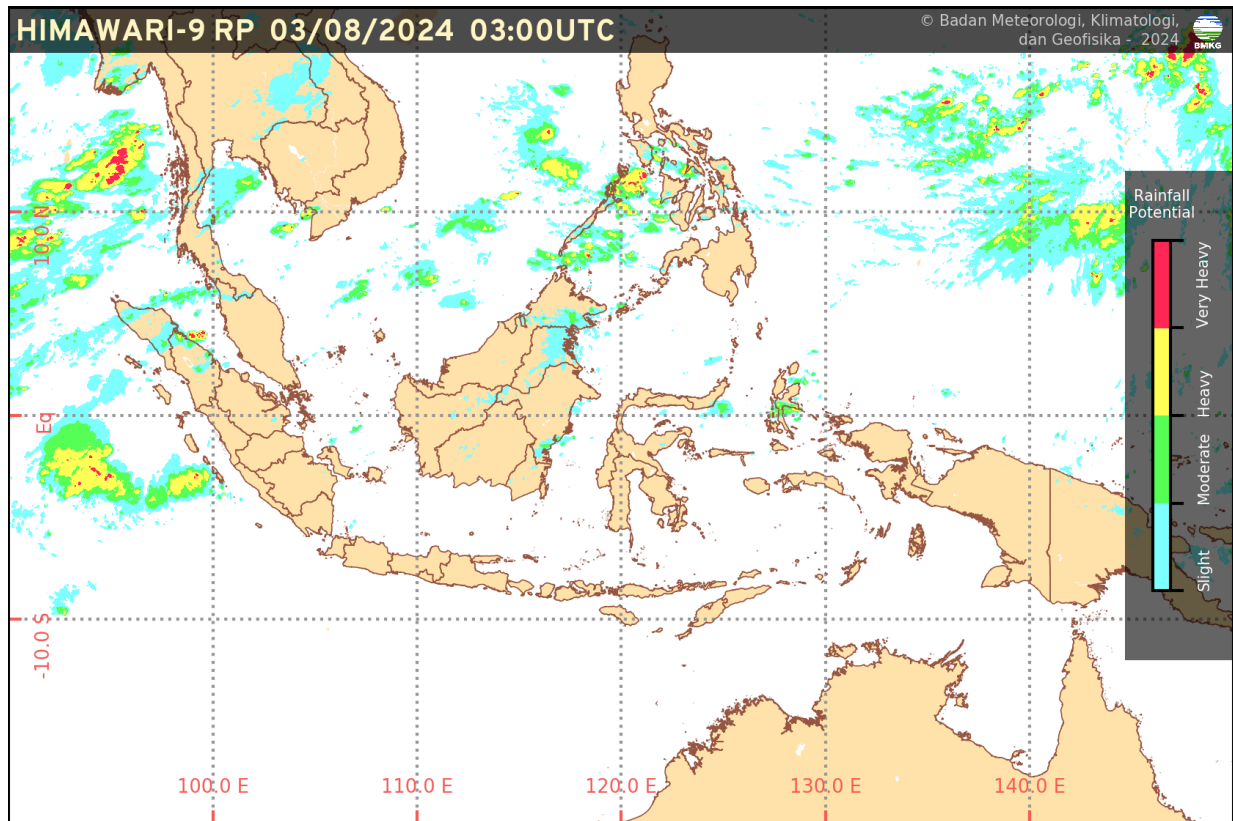 HIMAWARI-9 RP 03/08/2024 03:00UTC
© Badan Meteorologi, Klimatologi,
dan Geofisika - 2024
BMKG
Rainfall
Potential
Very Heavy
Heavy
Moderate
Slight
10.0 N
Eq
-10.0 S
100.0 E
110.0 E
120.0 E
130.0 E
140.0 E